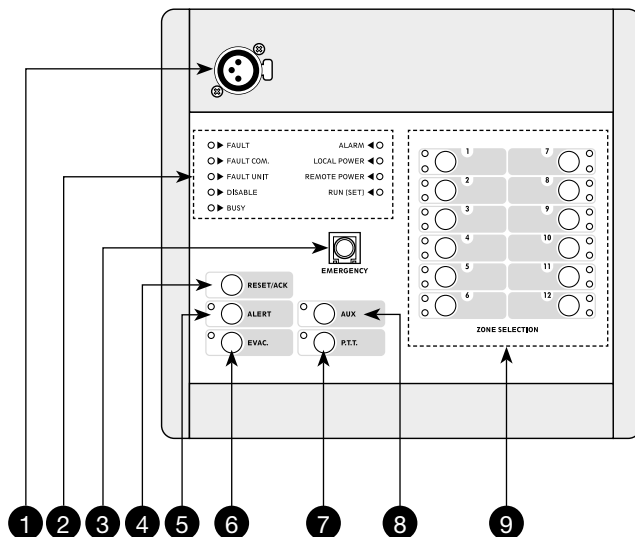 ▶ FAULT ALARM ◀
▶ FAULT COM. LOCAL POWER ◀
▶ FAULT UNIT REMOTE POWER ◀
▶ DISABLE RUN (SET) ◀
▶ BUSY
1 7
2 8
3 9
4 10
5 11
6 12
ZONE SELECTION
EMERGENCY
RESET/ACK
ALERT AUX
EVAC. P.T.T.
1 2 3 4 5 6 7 8 9